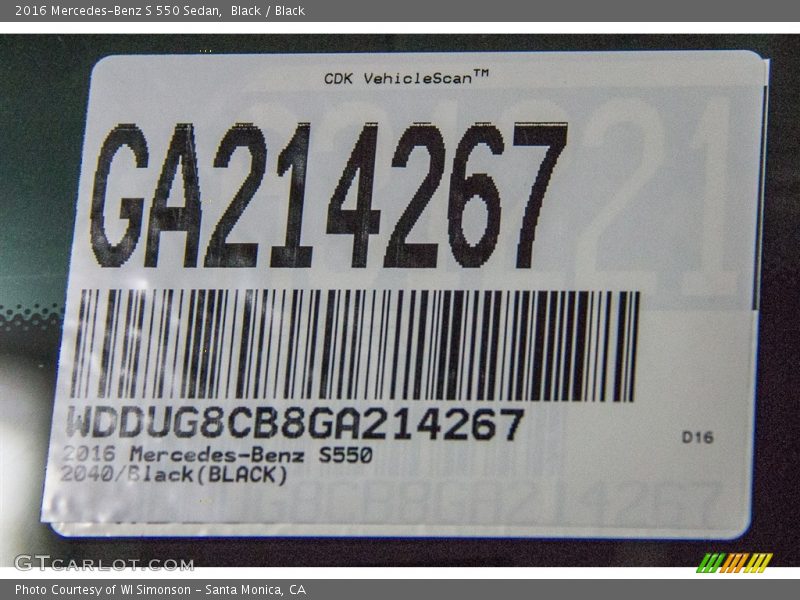 2016 Mercedes-Benz S 550 Sedan, Black / Black
CDK VehicleScan™
GA214267
WDDUG8CB8GA214267
D16
2016 Mercedes-Benz S550
2040/Black(BLACK)
GTCARLOT.COM
Photo Courtesy of WI Simonson - Santa Monica, CA